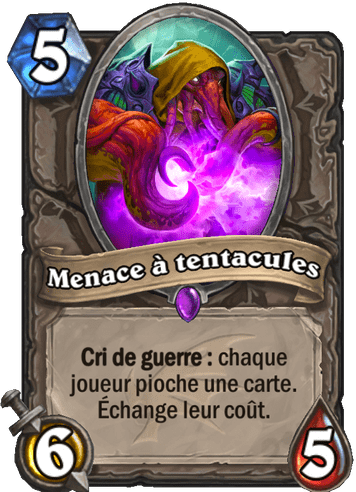 5
Menace à tentacules
Cri de guerre : chaque
joueur pioche une carte.
Échange leur coût.
6
5